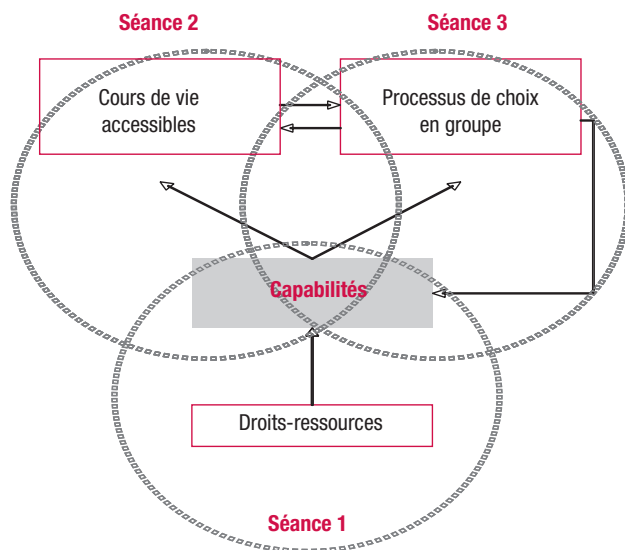 Séance 2
Séance 3
Cours de vie
accessibles
Processus de choix
en groupe
Capabilités
Droits-ressources
Séance 1